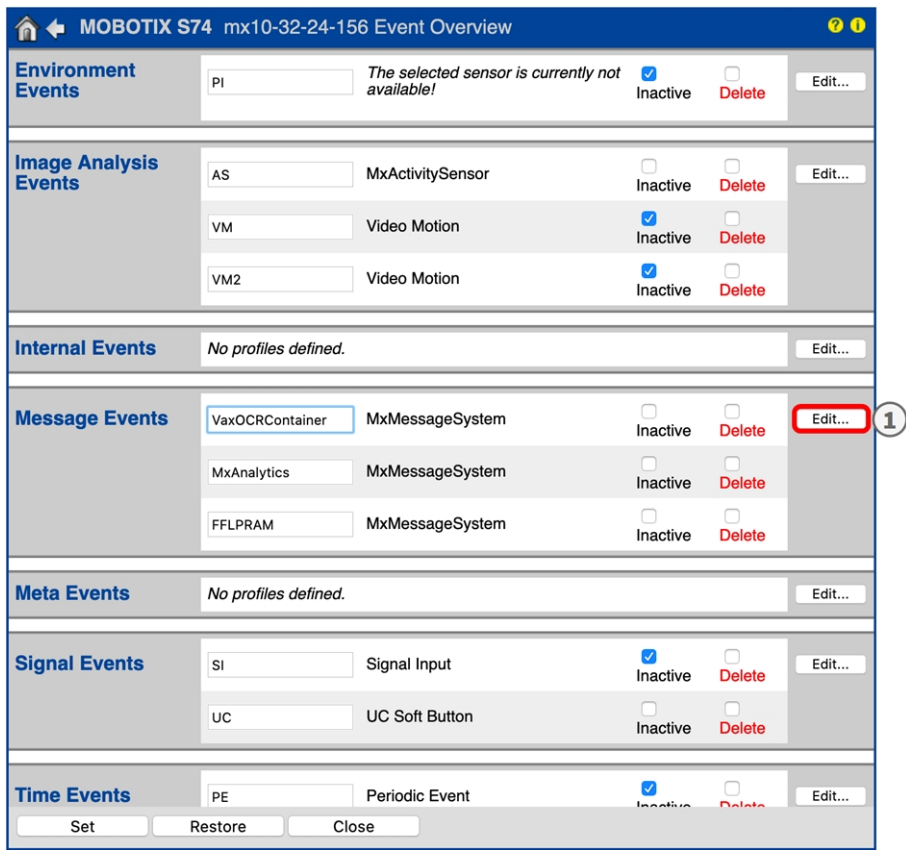 MOBOTIX S74 mx10-32-24-156 Event Overview ? i
Environment Events
PI
The selected sensor is currently not available!
Inactive
Delete
Edit...
Image Analysis Events
AS
MxActivitySensor
Inactive
Delete
Edit...
VM
Video Motion
Inactive
Delete
VM2
Video Motion
Inactive
Delete
Internal Events
No profiles defined.
Edit...
Message Events
VaxOCRContainer
MxMessageSystem
Inactive
Delete
Edit...
1
MxAnalytics
MxMessageSystem
Inactive
Delete
FFLPRAM
MxMessageSystem
Inactive
Delete
Meta Events
No profiles defined.
Edit...
Signal Events
SI
Signal Input
Inactive
Delete
Edit...
UC
UC Soft Button
Inactive
Delete
Time Events
PE
Periodic Event
Inactive
Delete
Edit...
Set
Restore
Close